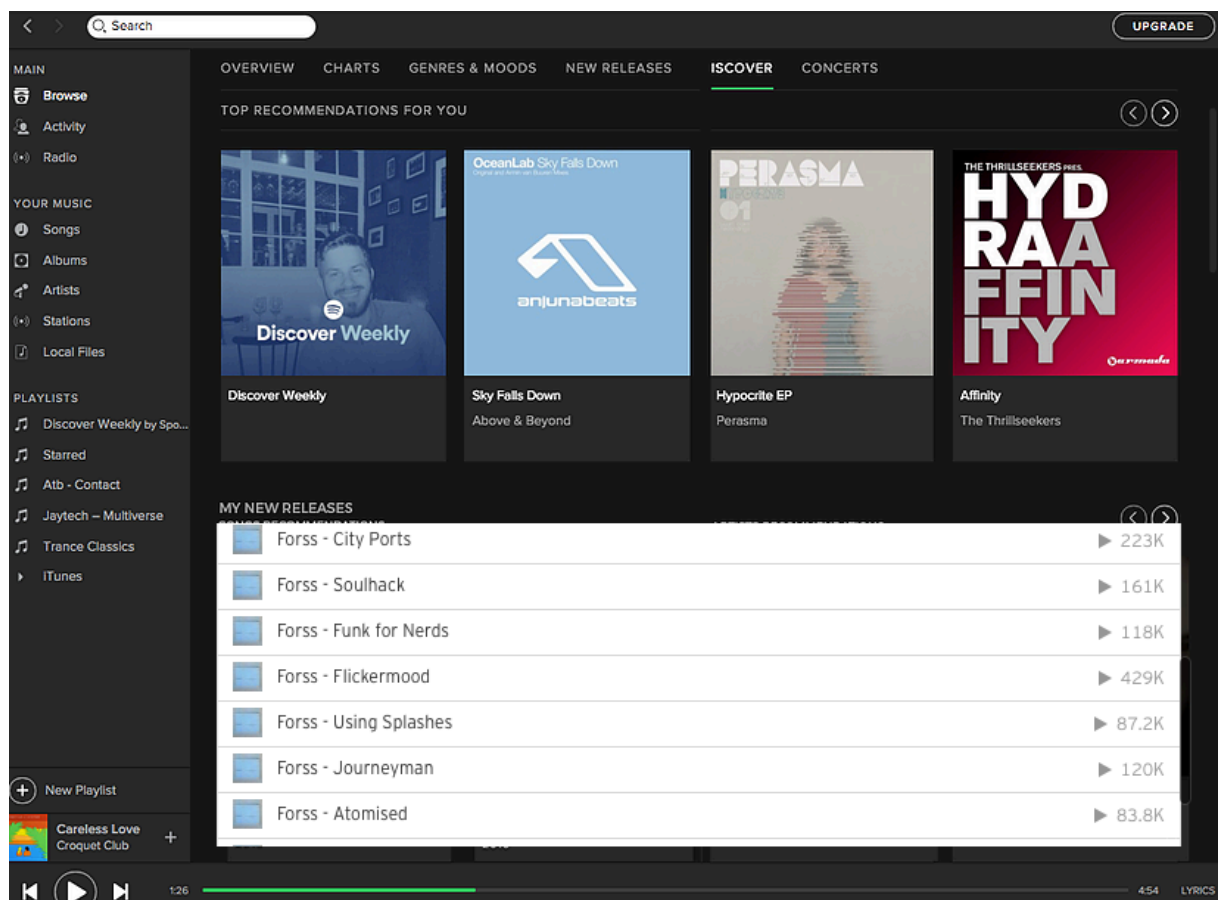 Search
UPGRADE
MAIN
Browse
Activity
Radio
YOUR MUSIC
Songs
Albums
Artists
Stations
Local Files
PLAYLISTS
Discover Weekly by Spo...
Starred
Atb - Contact
Jaytech – Multiverse
Trance Classics
iTunes
New Playlist
Careless Love
Croquet Club
OVERVIEW CHARTS GENRES & MOODS NEW RELEASES ISCOVER CONCERTS
TOP RECOMMENDATIONS FOR YOU
Discover Weekly
Discover Weekly
OceanLab Sky Falls Down
anjunabeats
Sky Falls Down
Above & Beyond
PERASMA
01
Hypocrite EP
Perasma
THE THRILLSEEKERS PRES.
HYD
RAA
FFIN
ITY
armada
Affinity
The Thrillseekers
MY NEW RELEASES
Forss - City Ports 223K
Forss - Soulhack 161K
Forss - Funk for Nerds 118K
Forss - Flickermood 429K
Forss - Using Splashes 87.2K
Forss - Journeyman 120K
Forss - Atomised 83.8K
1:26
4:54
LYRICS